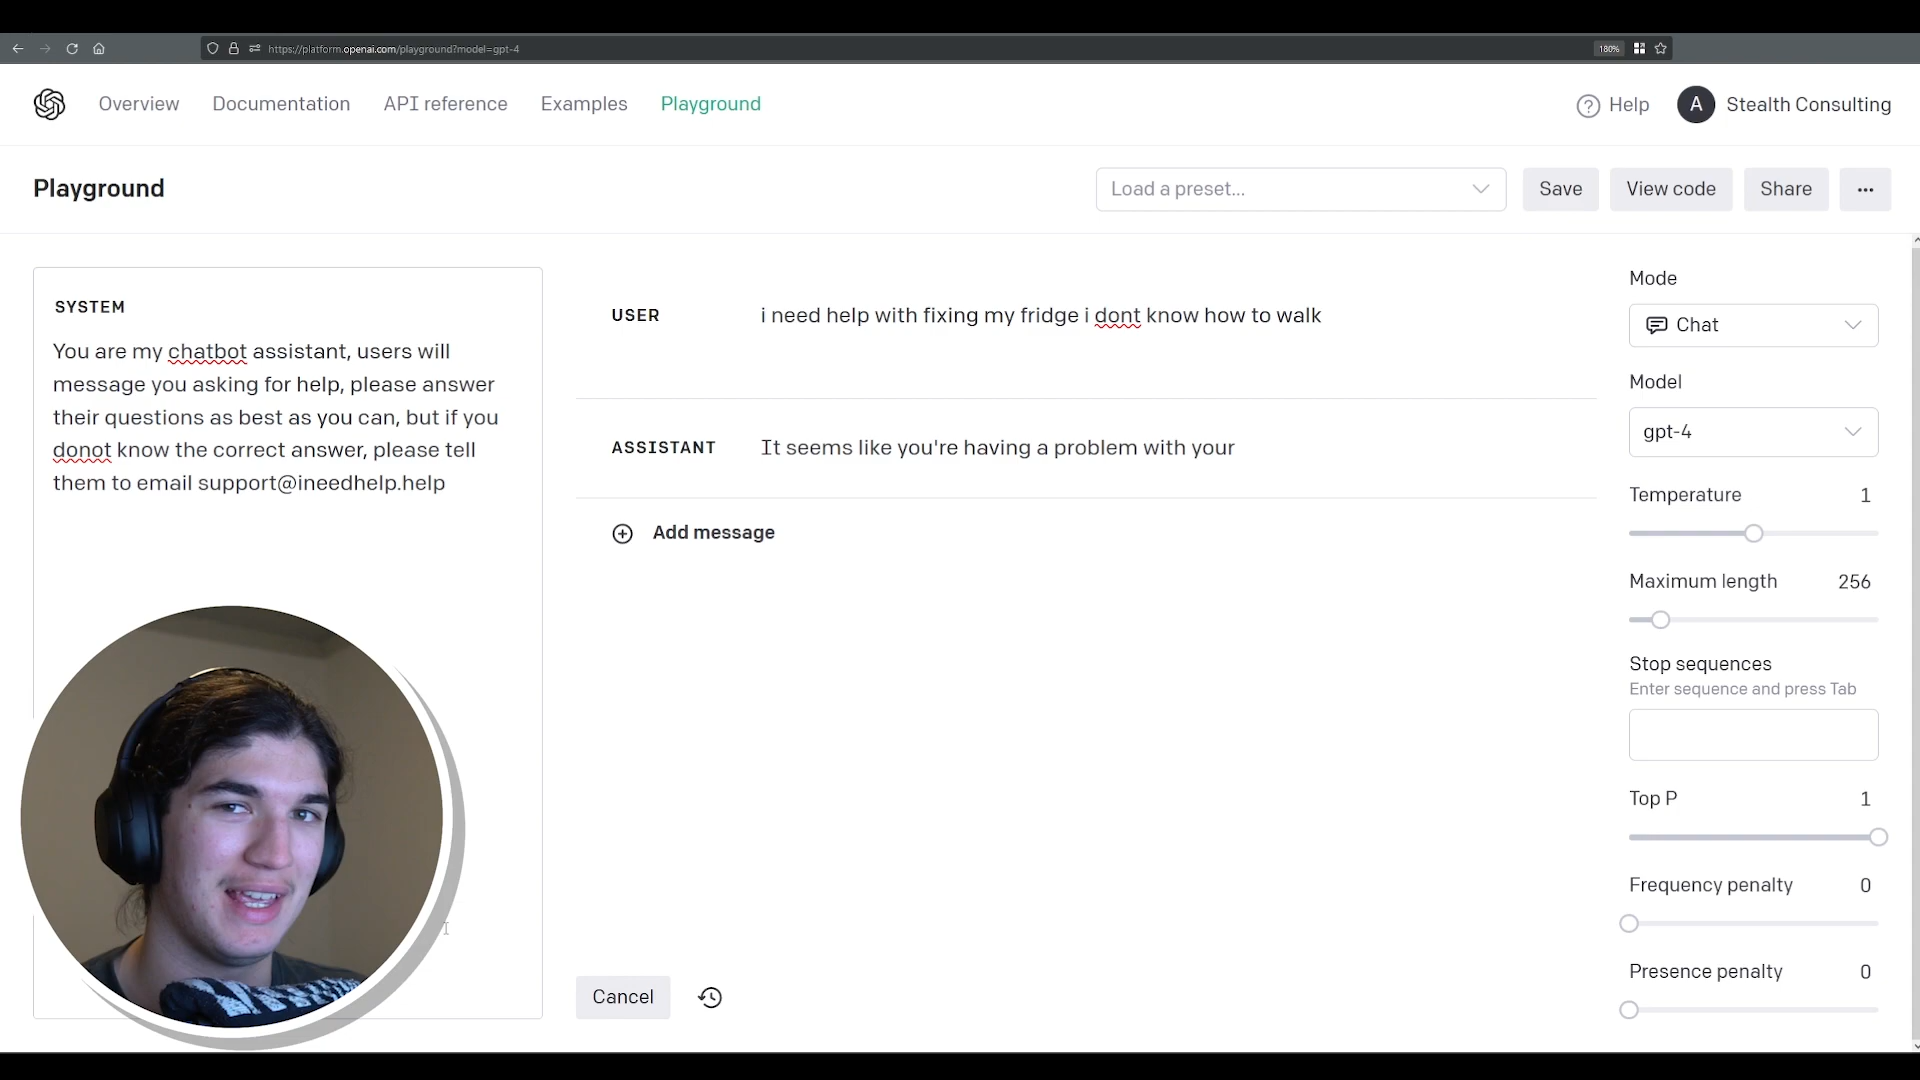 https://platform.openai.com/playground?model=gpt-4
180%
Overview
Documentation
API reference
Examples
Playground
Help
A
Stealth Consulting
Playground
Load a preset...
Save
View code
Share
SYSTEM
You are my chatbot assistant, users will
message you asking for help, please answer
their questions as best as you can, but if you
donot know the correct answer, please tell
them to email support@ineedhelp.help
USER
i need help with fixing my fridge i dont know how to walk
ASSISTANT
It seems like you're having a problem with your
Add message
Cancel
Mode
Chat
Model
gpt-4
Temperature
1
Maximum length
256
Stop sequences
Enter sequence and press Tab
Top P
1
Frequency penalty
0
Presence penalty
0